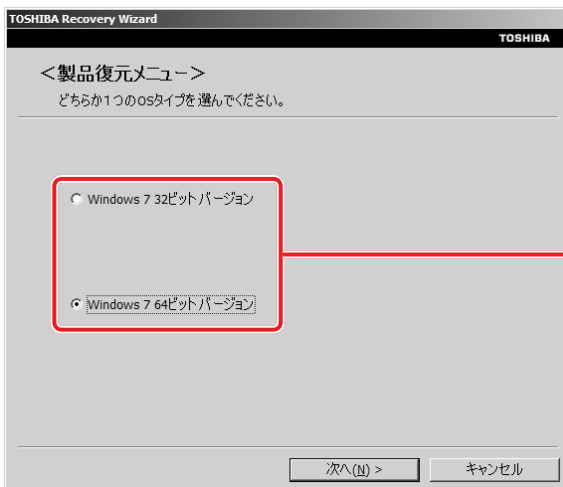 TOSHIBA Recovery Wizard
TOSHIBA
＜製品復元メニュー＞
どちらか1つのOSタイプを選んでください。
Windows 7 32ビットバージョン
Windows 7 64ビットバージョン
次へ(N) >
キャンセル